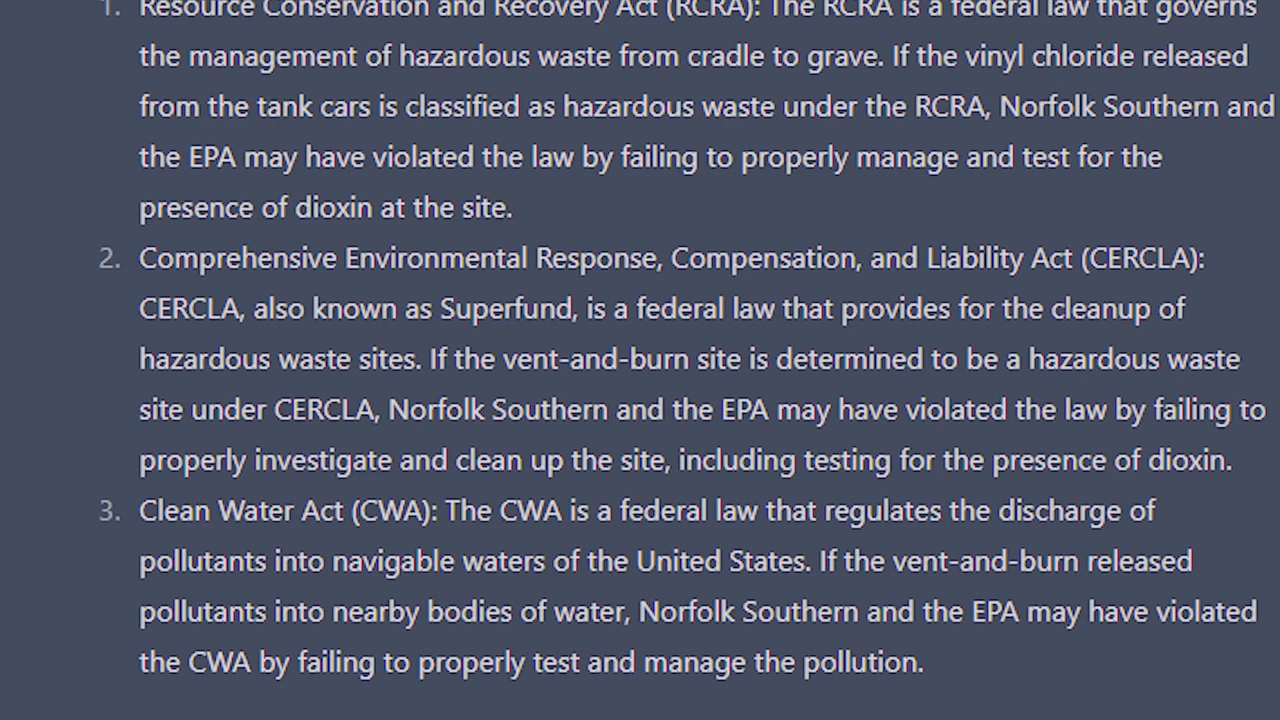 1. Resource Conservation and Recovery Act (RCRA): The RCRA is a federal law that governs
the management of hazardous waste from cradle to grave. If the vinyl chloride released
from the tank cars is classified as hazardous waste under the RCRA, Norfolk Southern and
the EPA may have violated the law by failing to properly manage and test for the
presence of dioxin at the site.
2. Comprehensive Environmental Response, Compensation, and Liability Act (CERCLA):
CERCLA, also known as Superfund, is a federal law that provides for the cleanup of
hazardous waste sites. If the vent-and-burn site is determined to be a hazardous waste
site under CERCLA, Norfolk Southern and the EPA may have violated the law by failing to
properly investigate and clean up the site, including testing for the presence of dioxin.
3. Clean Water Act (CWA): The CWA is a federal law that regulates the discharge of
pollutants into navigable waters of the United States. If the vent-and-burn released
pollutants into nearby bodies of water, Norfolk Southern and the EPA may have violated
the CWA by failing to properly test and manage the pollution.